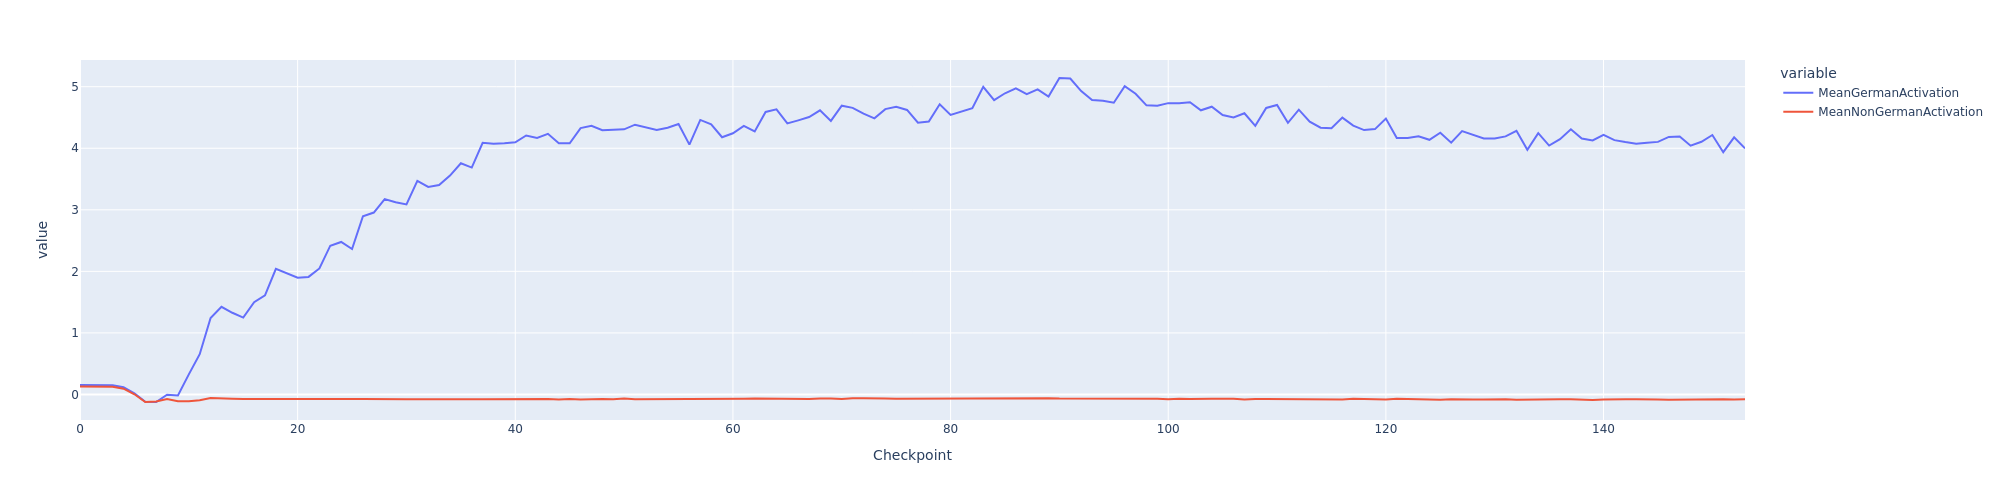 variable
MeanGermanActivation
MeanNonGermanActivation
value
5
4
3
2
1
0
0 20 40 60 80 100 120 140
Checkpoint